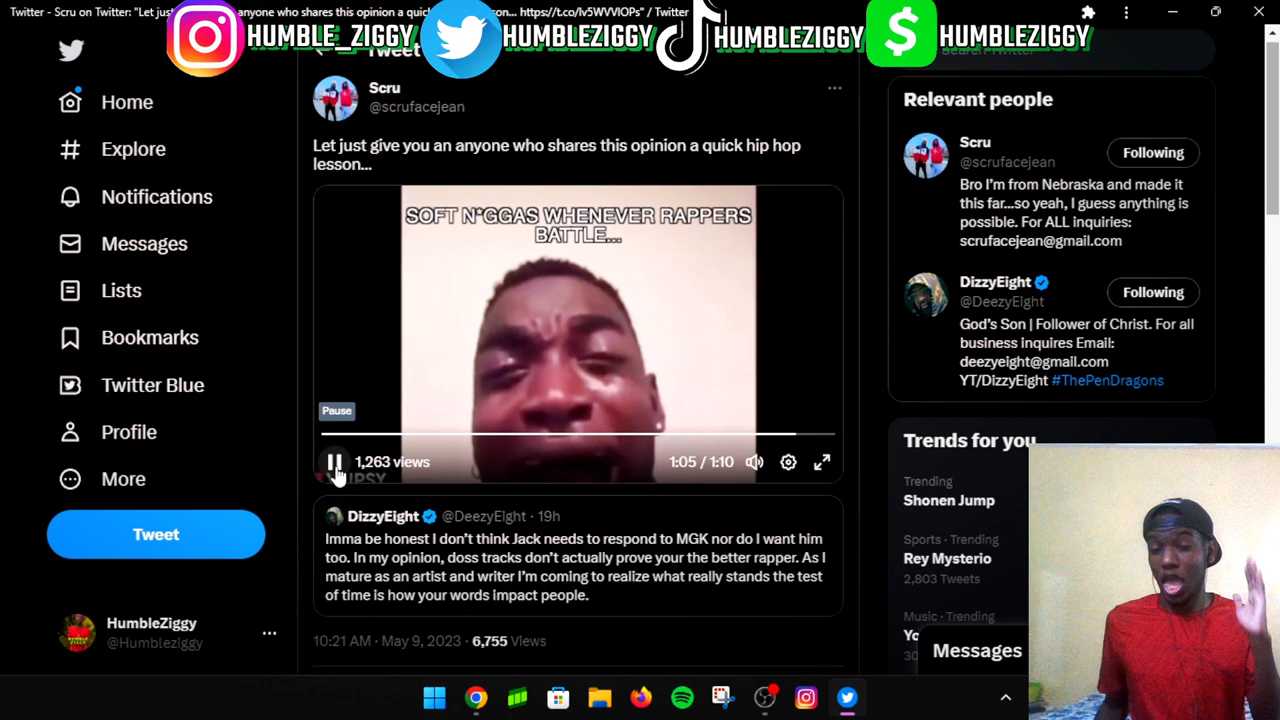 Twitter - Scru on Twitter: "Let just
anyone who shares this opinion a quick
on... https://t.co/lv5WVVlOPs" / Twitter
HUMBLE_ZIGGY
HUMBLEZIGGY
HUMBLEZIGGY
HUMBLEZIGGY
Tweet
Home
Explore
Notifications
Messages
Lists
Bookmarks
Twitter Blue
Profile
More
Tweet
HumbleZiggy
@Humbleziggy
Scru
@scrufacejean
Let just give you an anyone who shares this opinion a quick hip hop
lesson...
SOFT N*GGAS WHENEVER RAPPERS
BATTLE...
Pause
1,263 views
1:05 / 1:10
DizzyEight @DeezyEight · 19h
Imma be honest I don't think Jack needs to respond to MGK nor do I want him
too. In my opinion, doss tracks don't actually prove your the better rapper. As I
mature as an artist and writer I'm coming to realize what really stands the test
of time is how your words impact people.
10:21 AM · May 9, 2023 · 6,755 Views
Relevant people
Scru
@scrufacejean
Following
Bro I'm from Nebraska and made it
this far...so yeah, I guess anything is
possible. For ALL inquiries:
scrufacejean@gmail.com
DizzyEight
@DeezyEight
Following
God's Son | Follower of Christ. For all
business inquires Email:
deezyeight@gmail.com
YT/DizzyEight #ThePenDragons
Trends for you
Trending
Shonen Jump
Sports · Trending
Rey Mysterio
2,803 Tweets
Music · Trending
Messages